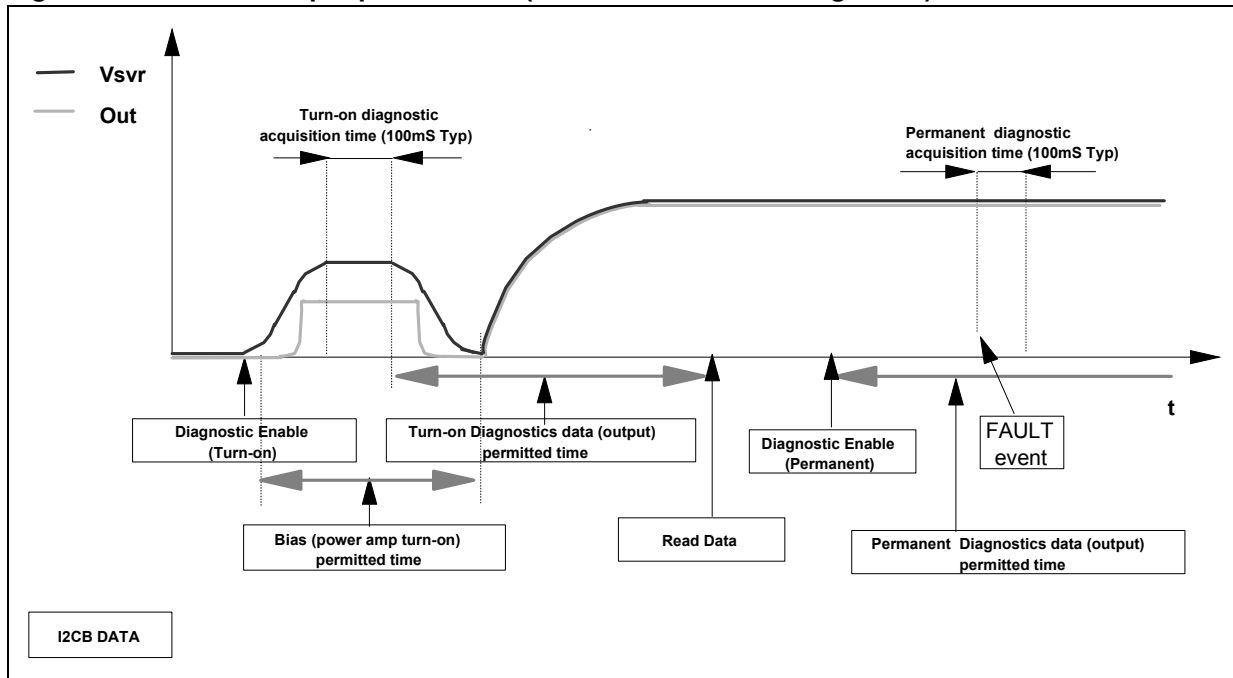 Vsvr
Out
Turn-on diagnostic
acquisition time (100mS Typ)
Permanent diagnostic
acquisition time (100mS Typ)
t
Diagnostic Enable
(Turn-on)
Turn-on Diagnostics data (output)
permitted time
Diagnostic Enable
(Permanent)
FAULT
event
Bias (power amp turn-on)
permitted time
Read Data
Permanent Diagnostics data (output)
permitted time
I2CB DATA